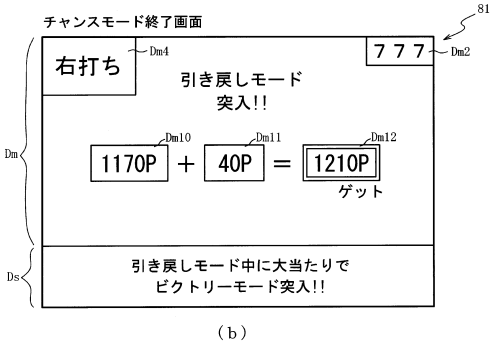 チャンスモード終了画面
81
右打ち
Dm4
7 7 7
Dm2
引き戻しモード
突入!!
Dm
Dm10
Dm11
Dm12
1170P + 40P = 1210P
ゲット
Ds
引き戻しモード中に大当たりで
ビクトリーモード突入!!
(b)